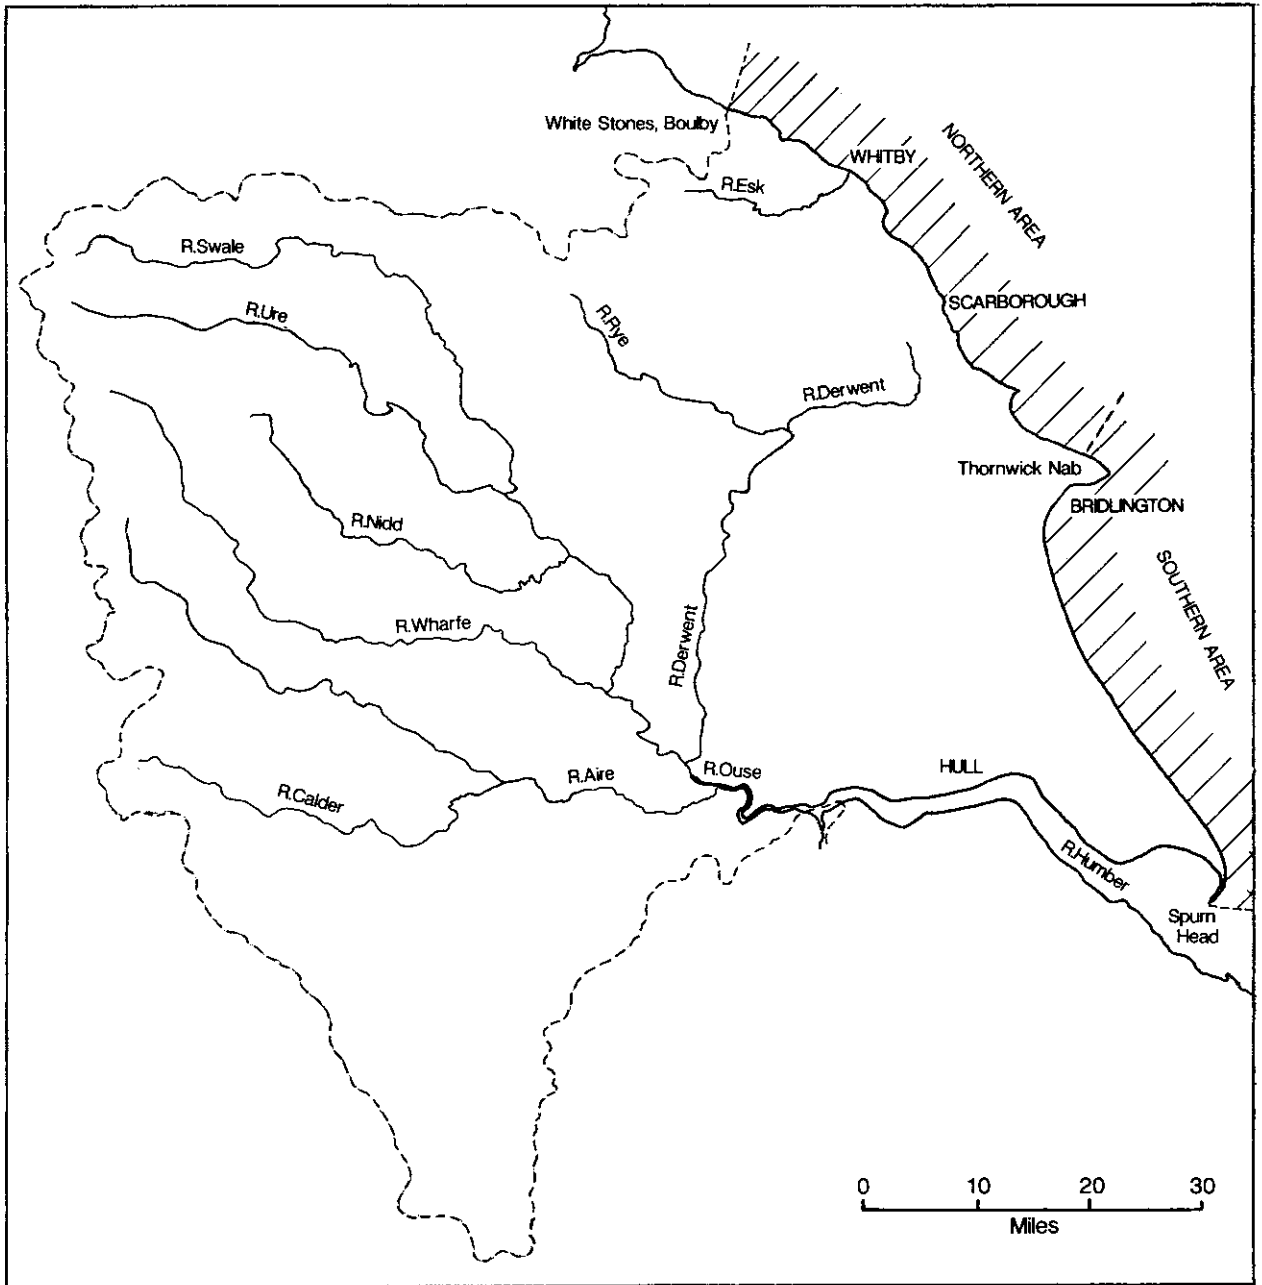 White Stones, Boulby
WHITBY
NORTHERN AREA
R.Esk
R.Swale
R.Ure
R.Rye
SCARBOROUGH
R.Derwent
Thornwick Nab
BRIDLINGTON
R.Nidd
SOUTHERN AREA
R.Wharfe
R.Derwent
R.Ouse
HULL
R.Aire
R.Calder
R.Humber
Spurn
Head
0 10 20 30
Miles